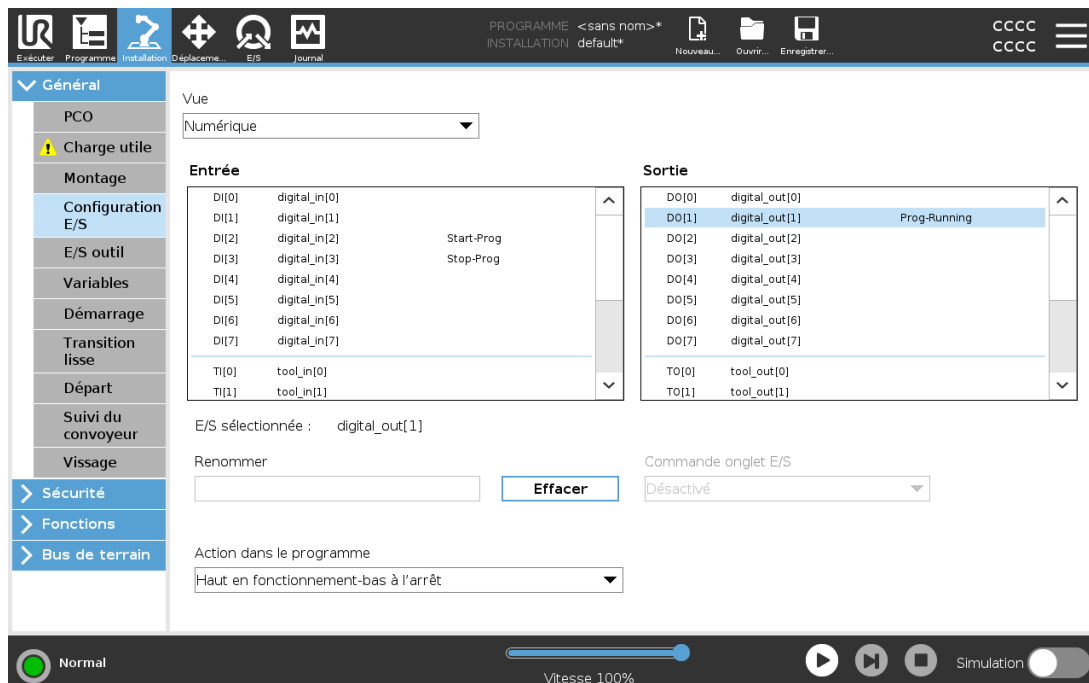 PROGRAMME <sans nom>*
INSTALLATION default*
CCCC
CCCC
Exécuter Programme Installation Déplaceme... E/S Journal
Nouveau... Ouvrir... Enregistrer...
Général
PCO
Charge utile
Montage
Configuration
E/S
E/S outil
Variables
Démarrage
Transition
lisse
Départ
Suivi du
convoyeur
Vissage
Sécurité
Fonctions
Bus de terrain
Vue
Numérique
Entrée
DI[0] digital_in[0]
DI[1] digital_in[1]
DI[2] digital_in[2] Start-Prog
DI[3] digital_in[3] Stop-Prog
DI[4] digital_in[4]
DI[5] digital_in[5]
DI[6] digital_in[6]
DI[7] digital_in[7]
TI[0] tool_in[0]
TI[1] tool_in[1]
Sortie
DO[0] digital_out[0]
DO[1] digital_out[1] Prog-Running
DO[2] digital_out[2]
DO[3] digital_out[3]
DO[4] digital_out[4]
DO[5] digital_out[5]
DO[6] digital_out[6]
DO[7] digital_out[7]
TO[0] tool_out[0]
TO[1] tool_out[1]
E/S sélectionnée : digital_out[1]
Renommer
Effacer
Commande onglet E/S
Désactivé
Action dans le programme
Haut en fonctionnement-bas à l'arrêt
Normal
Vitesse 100%
Simulation